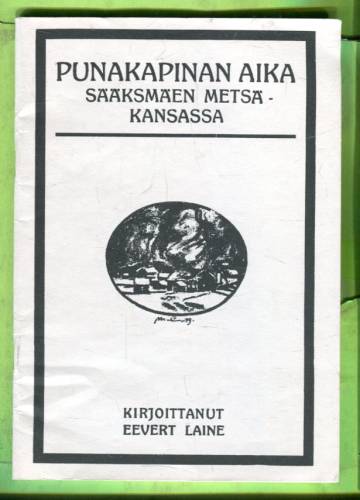 PUNAKAPINAN AIKA
SÄÄKSMÄEN METSÄ-
KANSASSA
KIRJOITTANUT
EEVERT LAINE